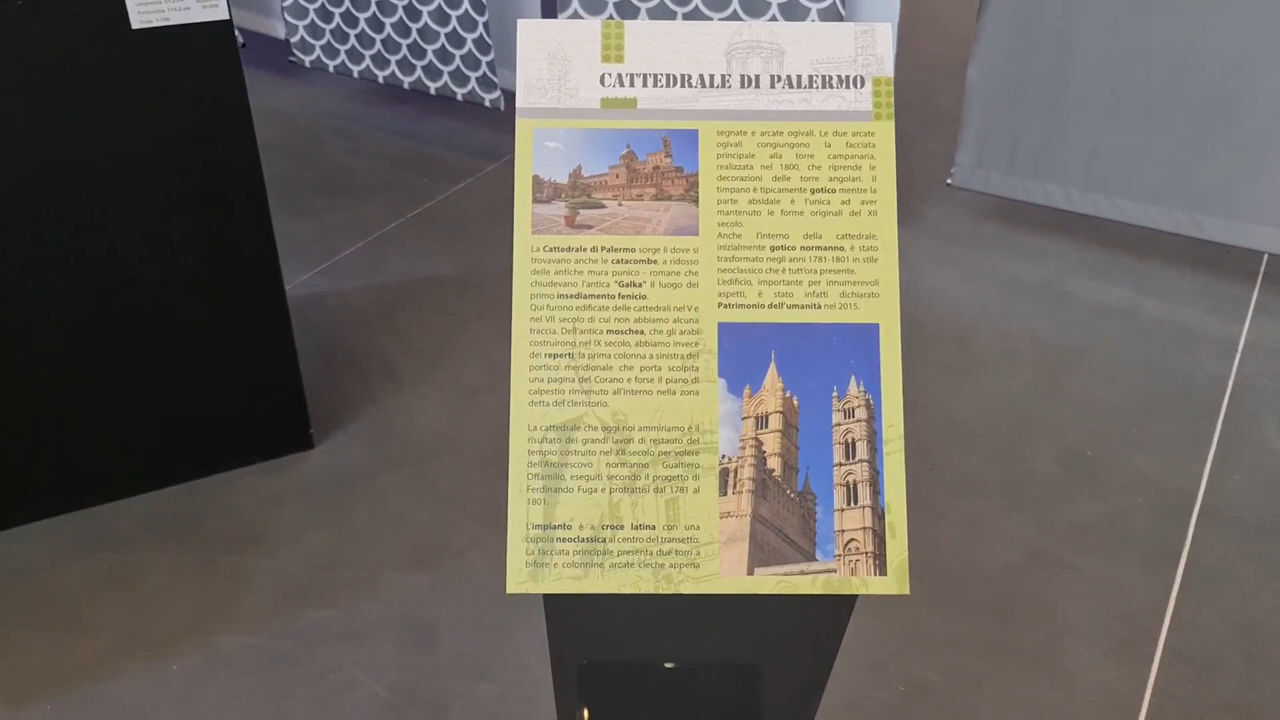 Profondità 115,2 cm
Scala 1:100
CATTEDRALE DI PALERMO
La Cattedrale di Palermo sorge lì dove si
trovavano anche le catacombe, a ridosso
delle antiche mura punico - romane che
chiudevano l'antica "Galka" il luogo del
primo insediamento fenicio.
Qui furono edificate delle cattedrali nel V e
nel VII secolo di cui non abbiamo alcuna
traccia. Dell'antica moschea, che gli arabi
costruirono nel IX secolo, abbiamo invece
dei reperti: la prima colonna a sinistra del
portico meridionale che porta scolpita
una pagina del Corano e forse il piano di
calpestio rinvenuto all'interno nella zona
detta del cleristorio.
La cattedrale che oggi noi ammiriamo è il
risultato dei grandi lavori di restauro del
tempio costruito nel XII secolo per volere
dell'Arcivescovo normanno Gualtiero
Offamilio, eseguiti secondo il progetto di
Ferdinando Fuga e protrattisi dal 1781 al
1801.
L'impianto è a croce latina con una
cupola neoclassica al centro del transetto.
La facciata principale presenta due torri a
bifore e colonnine, arcate cieche appena
segnate e arcate ogivali. Le due arcate
ogivali congiungono la facciata
principale alla torre campanaria,
realizzata nel 1800, che riprende le
decorazioni delle torre angolari. Il
timpano è tipicamente gotico mentre la
parte absidale è l'unica ad aver
mantenuto le forme originali del XII
secolo.
Anche l'interno della cattedrale,
inizialmente gotico normanno, è stato
trasformato negli anni 1781-1801 in stile
neoclassico che è tutt'ora presente.
L'edificio, importante per innumerevoli
aspetti, è stato infatti dichiarato
Patrimonio dell'umanità nel 2015.